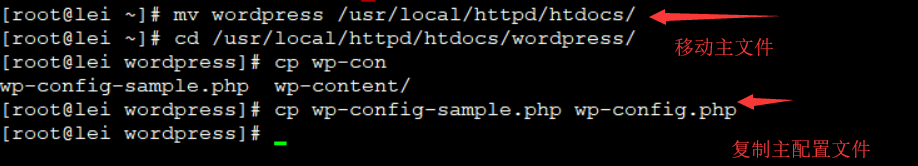 [root@lei ~]# mv wordpress /usr/local/httpd/htdocs/
[root@lei ~]# cd /usr/local/httpd/htdocs/wordpress/
移动主文件
[root@lei wordpress]# cp wp-con
wp-config-sample.php  wp-content/
[root@lei wordpress]# cp wp-config-sample.php wp-config.php
[root@lei wordpress]#
复制主配置文件